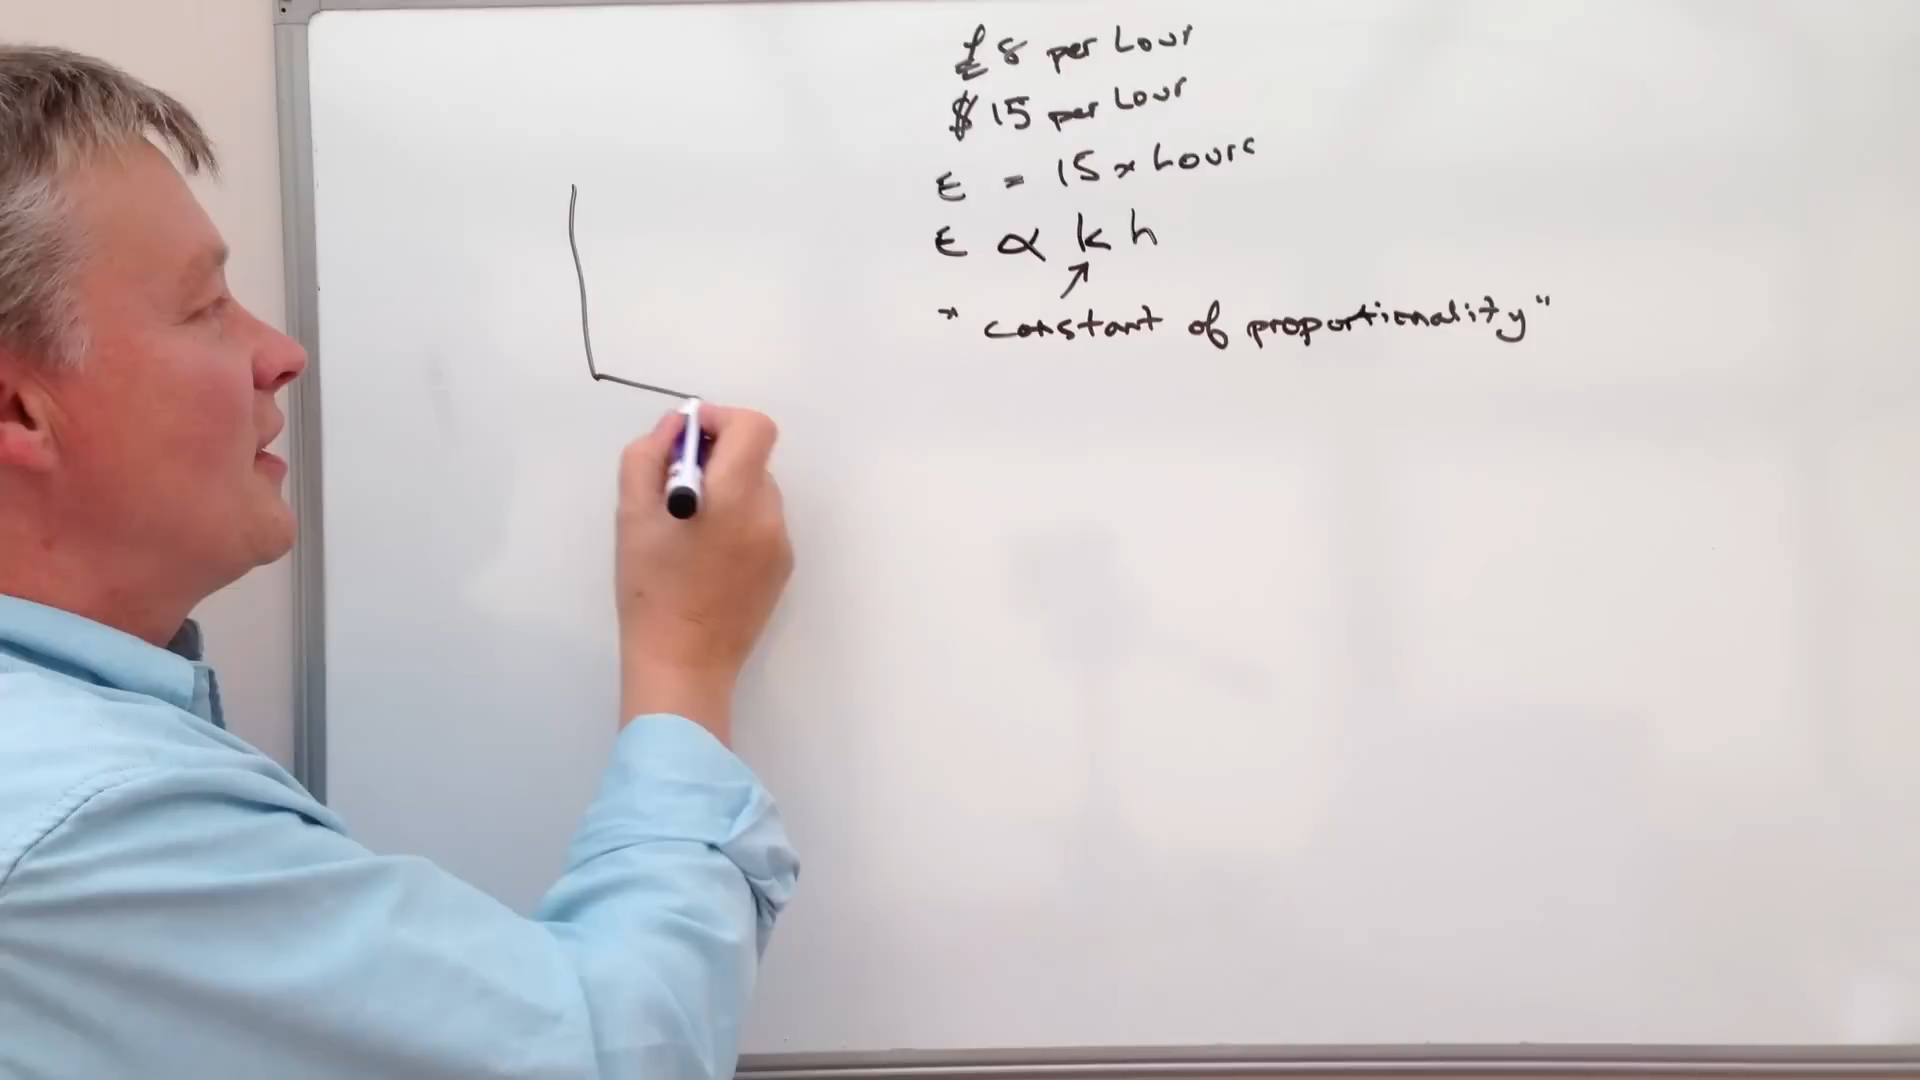 £8 per hour
$15 per hour
E = 15 x hours
E ∝ k h
"constant of proportionality"